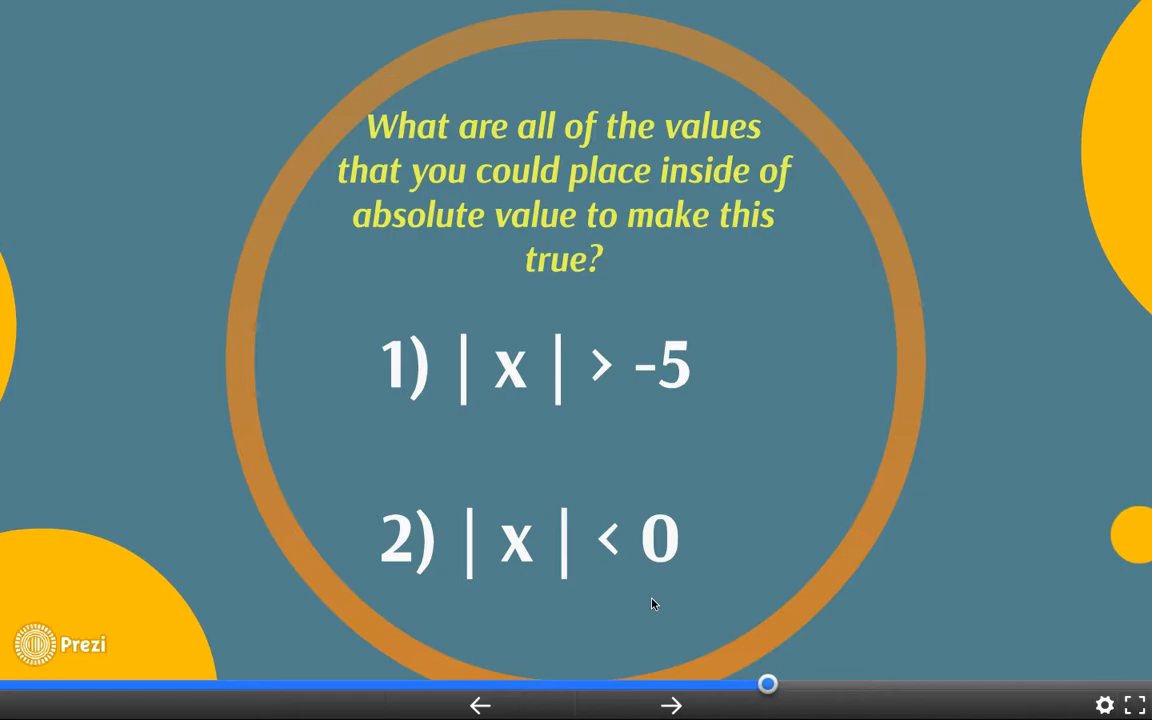 What are all of the values
that you could place inside of
absolute value to make this
true?
1) | x | > -5
2) | x | < 0
Prezi